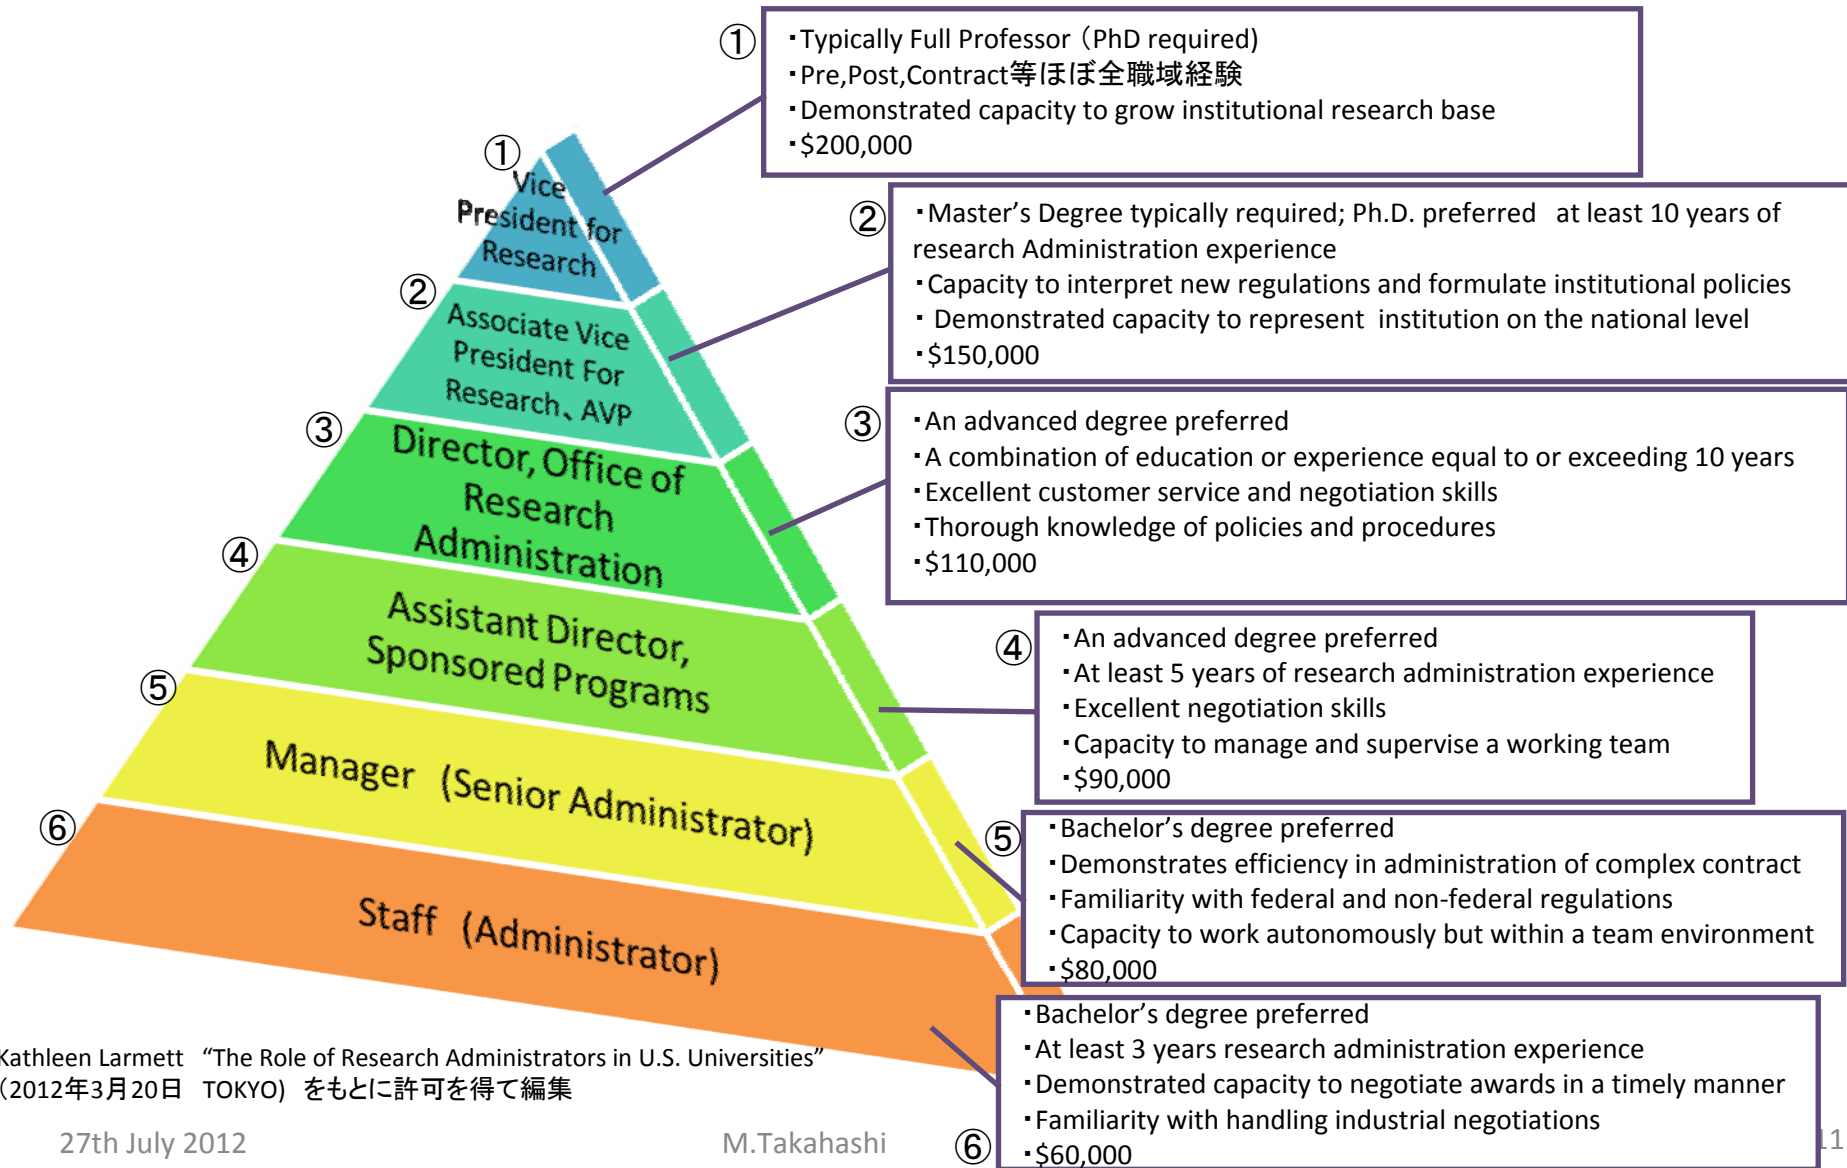 ①
・Typically Full Professor（PhD required)
・Pre,Post,Contract等ほぼ全職域経験
・Demonstrated capacity to grow institutional research base
・$200,000
①
Vice
President for
Research
②
・Master's Degree typically required; Ph.D. preferred at least 10 years of
research Administration experience
・Capacity to interpret new regulations and formulate institutional policies
・ Demonstrated capacity to represent institution on the national level
・$150,000
②
Associate Vice
President For
Research、AVP
③
・An advanced degree preferred
・A combination of education or experience equal to or exceeding 10 years
・Excellent customer service and negotiation skills
・Thorough knowledge of policies and procedures
・$110,000
③
Director, Office of
Research
Administration
④
・An advanced degree preferred
・At least 5 years of research administration experience
・Excellent negotiation skills
・Capacity to manage and supervise a working team
・$90,000
④
Assistant Director,
Sponsored Programs
⑤
・Bachelor's degree preferred
・Demonstrates efficiency in administration of complex contract
・Familiarity with federal and non-federal regulations
・Capacity to work autonomously but within a team environment
・$80,000
⑤
Manager (Senior Administrator)
⑥
Staff (Administrator)
⑥
・Bachelor's degree preferred
・At least 3 years research administration experience
・Demonstrated capacity to negotiate awards in a timely manner
・Familiarity with handling industrial negotiations
・$60,000
Kathleen Larmett “The Role of Research Administrators in U.S. Universities”
（2012年3月20日 TOKYO) をもとに許可を得て編集
27th July 2012
M.Takahashi
11